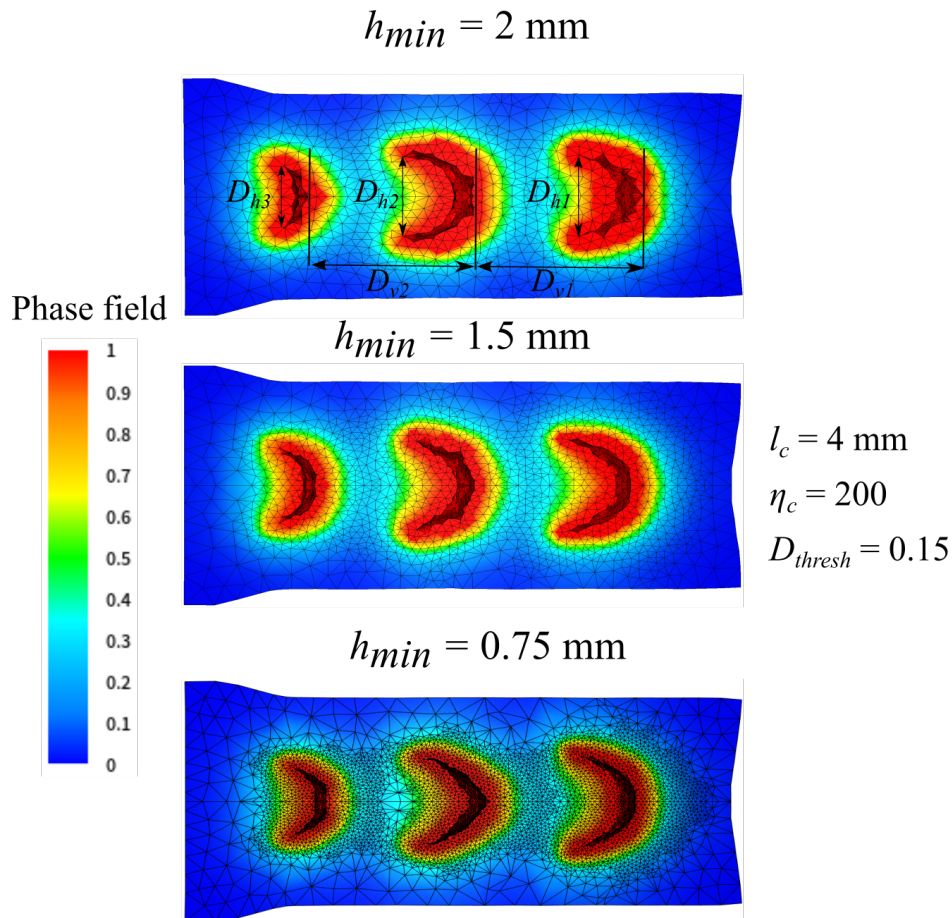 h_min = 2 mm
D_h3
D_h2
D_h1
D_v2
D_v1
Phase field
1
0.9
0.8
0.7
0.6
0.5
0.4
0.3
0.2
0.1
0
h_min = 1.5 mm
l_c = 4 mm
η_c = 200
D_thresh = 0.15
h_min = 0.75 mm